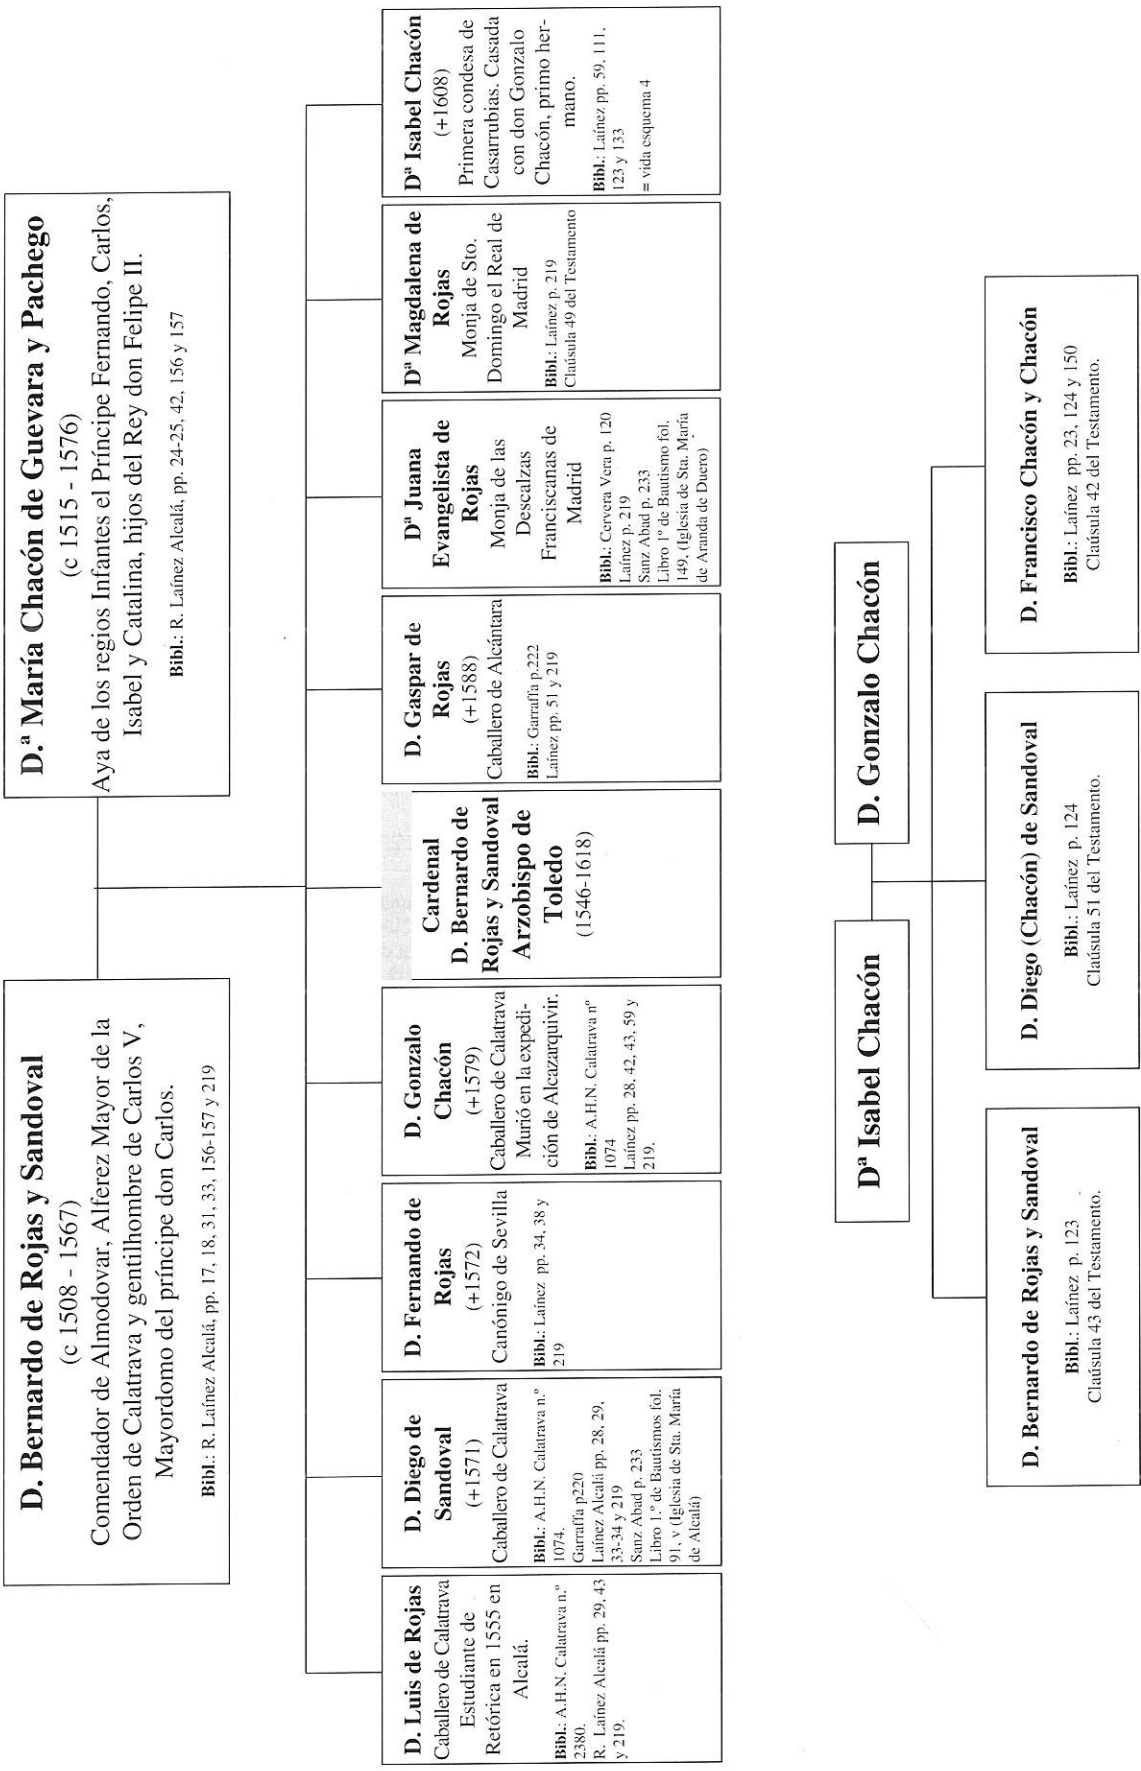 D. Bernardo de Rojas y Sandoval
(c 1508 - 1567)
Comendador de Almodovar, Alferez Mayor de la
Orden de Calatrava y gentilhombre de Carlos V,
Mayordomo del príncipe don Carlos.
Bibl.: R. Laínez Alcalá, pp. 17, 18, 31, 33, 156-157 y 219
D.ª María Chacón de Guevara y Pachego
(c 1515 - 1576)
Aya de los regios Infantes el Príncipe Fernando, Carlos,
Isabel y Catalina, hijos del Rey don Felipe II.
Bibl.: R. Laínez Alcalá, pp. 24-25, 42, 156 y 157
D. Luis de Rojas
Caballero de Calatrava
Estudiante de
Retórica en 1555 en
Alcalá.
Bibl.: A.H.N. Calatrava n.º
2380.
R. Laínez Alcalá pp. 29, 43
y 219.
D. Diego de
Sandoval
(+1571)
Caballero de Calatrava
Bibl.: A.H.N. Calatrava n.º
1074.
Garraffa p220
Laínez Alcalá pp. 28, 29,
33-34 y 219
Sanz Abad p. 233
Libro 1.º de Bautismos fol.
91, v (Iglesia de Sta. María
de Alcalá)
D. Fernando de
Rojas
(+1572)
Canónigo de Sevilla
Bibl.: Laínez pp. 34, 38 y
219
D. Gonzalo
Chacón
(+1579)
Caballero de Calatrava
Murió en la expedi-
ción de Alcazarquivir.
Bibl.: A.H.N. Calatrava nº
1074
Laínez pp. 28, 42, 43, 59 y
219.
Cardenal
D. Bernardo de
Rojas y Sandoval
Arzobispo de
Toledo
(1546-1618)
D. Gaspar de
Rojas
(+1588)
Caballero de Alcántara
Bibl.: Garraffa p.222
Laínez pp. 51 y 219
Dª Juana
Evangelista de
Rojas
Monja de las
Descalzas
Franciscanas de
Madrid
Bibl.: Cervera Vera p. 120
Laínez p. 219
Sanz Abad p. 233
Libro 1º de Bautismo fol.
149, (Iglesia de Sta. María
de Aranda de Duero)
Dª Magdalena de
Rojas
Monja de Sto.
Domingo el Real de
Madrid
Bibl.: Laínez p. 219
Claúsula 49 del Testamento
Dª Isabel Chacón
(+1608)
Primera condesa de
Casarrubias. Casada
con don Gonzalo
Chacón, primo her-
mano.
Bibl.: Laínez pp. 59, 111,
123 y 133
= vida esquema 4
Dª Isabel Chacón
D. Gonzalo Chacón
D. Bernardo de Rojas y Sandoval
Bibl.: Laínez p. 123
Claúsula 43 del Testamento.
D. Diego (Chacón) de Sandoval
Bibl.: Laínez p. 124
Claúsula 51 del Testamento.
D. Francisco Chacón y Chacón
Bibl.: Laínez pp. 23, 124 y 150
Claúsula 42 del Testamento.